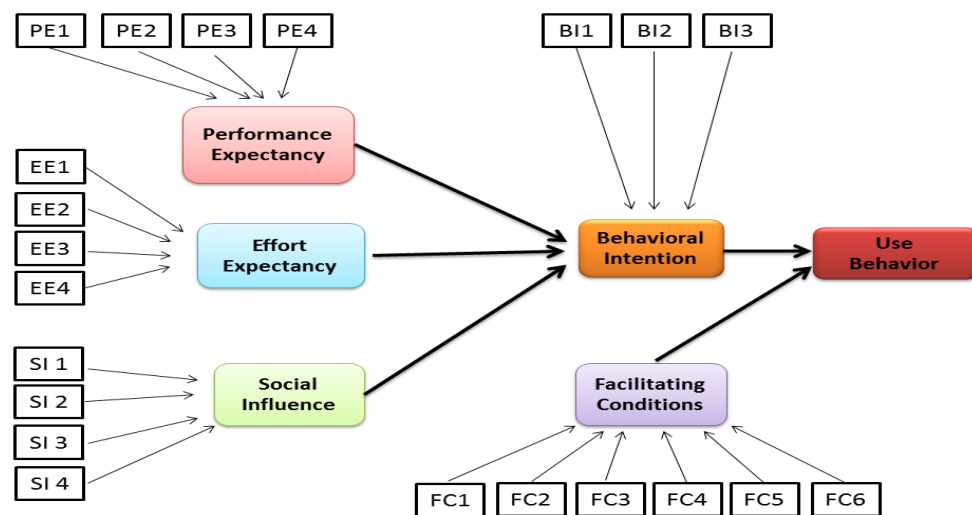 PE1
PE2
PE3
PE4
BI1
BI2
BI3
Performance
Expectancy
EE1
EE2
EE3
EE4
Effort
Expectancy
Behavioral
Intention
Use
Behavior
SI 1
SI 2
SI 3
SI 4
Social
Influence
Facilitating
Conditions
FC1
FC2
FC3
FC4
FC5
FC6